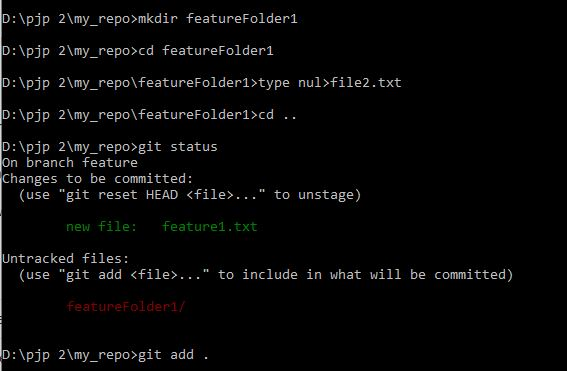 D:\pjp 2\my_repo>mkdir featureFolder1
D:\pjp 2\my_repo>cd featureFolder1
D:\pjp 2\my_repo\featureFolder1>type nul>file2.txt
D:\pjp 2\my_repo\featureFolder1>cd ..
D:\pjp 2\my_repo>git status
On branch feature
Changes to be committed:
  (use "git reset HEAD <file>..." to unstage)
        new file:   feature1.txt
Untracked files:
  (use "git add <file>..." to include in what will be committed)
        featureFolder1/
D:\pjp 2\my_repo>git add .